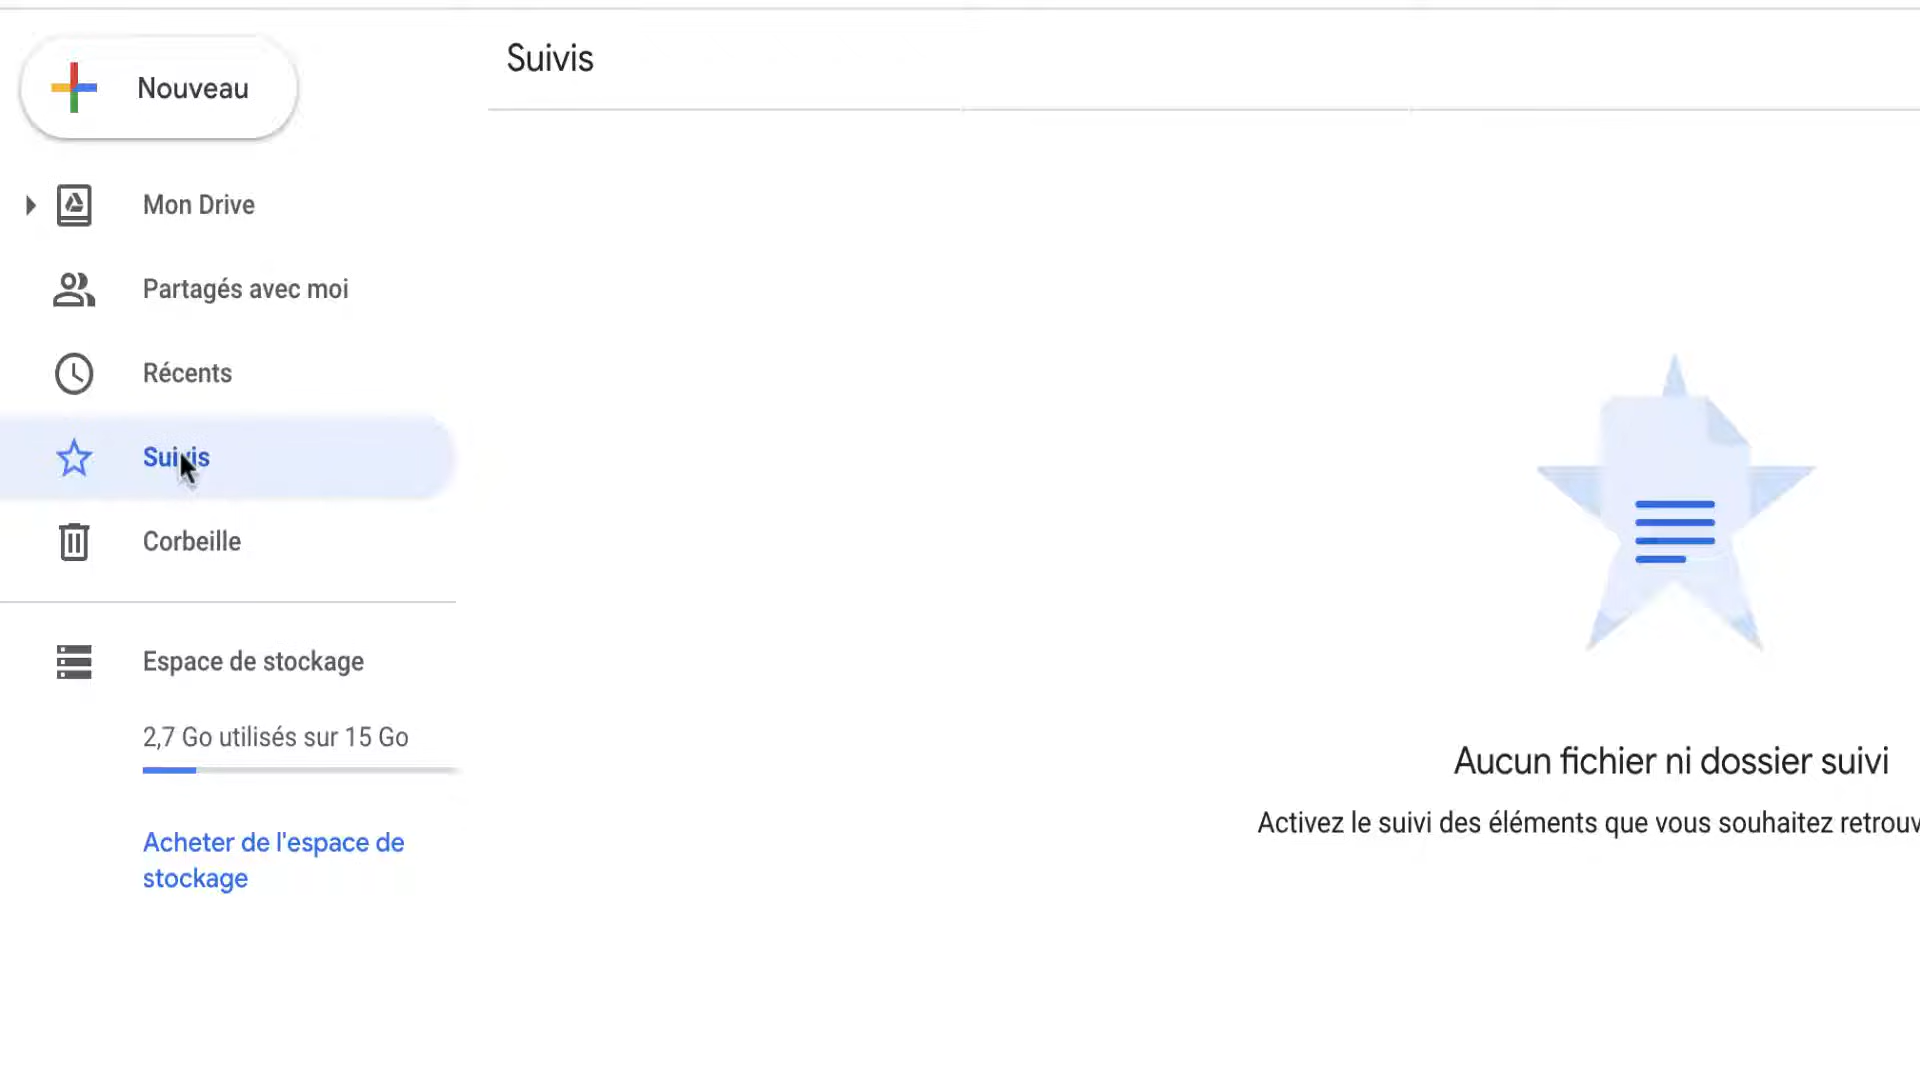 Nouveau
Mon Drive
Partagés avec moi
Récents
Suivis
Corbeille
Espace de stockage
2,7 Go utilisés sur 15 Go
Acheter de l'espace de
stockage
Suivis
Aucun fichier ni dossier suivi
Activez le suivi des éléments que vous souhaitez